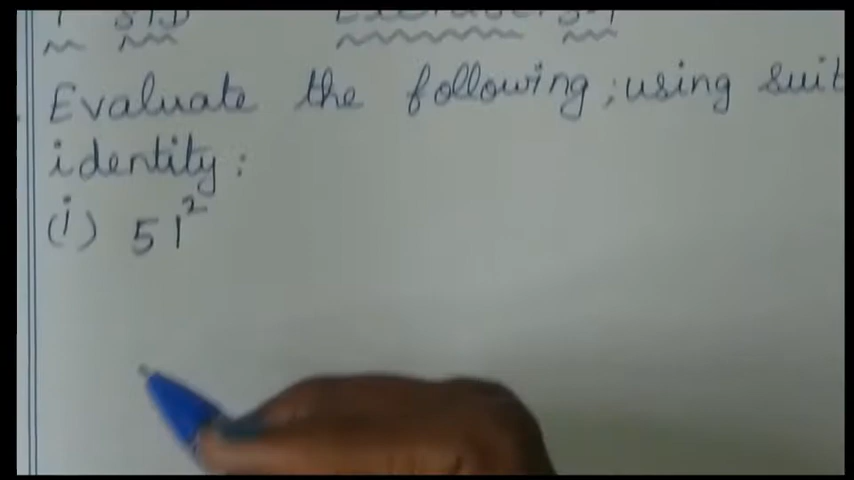 Evaluate the following ; using suit
identity :
(i) 51²